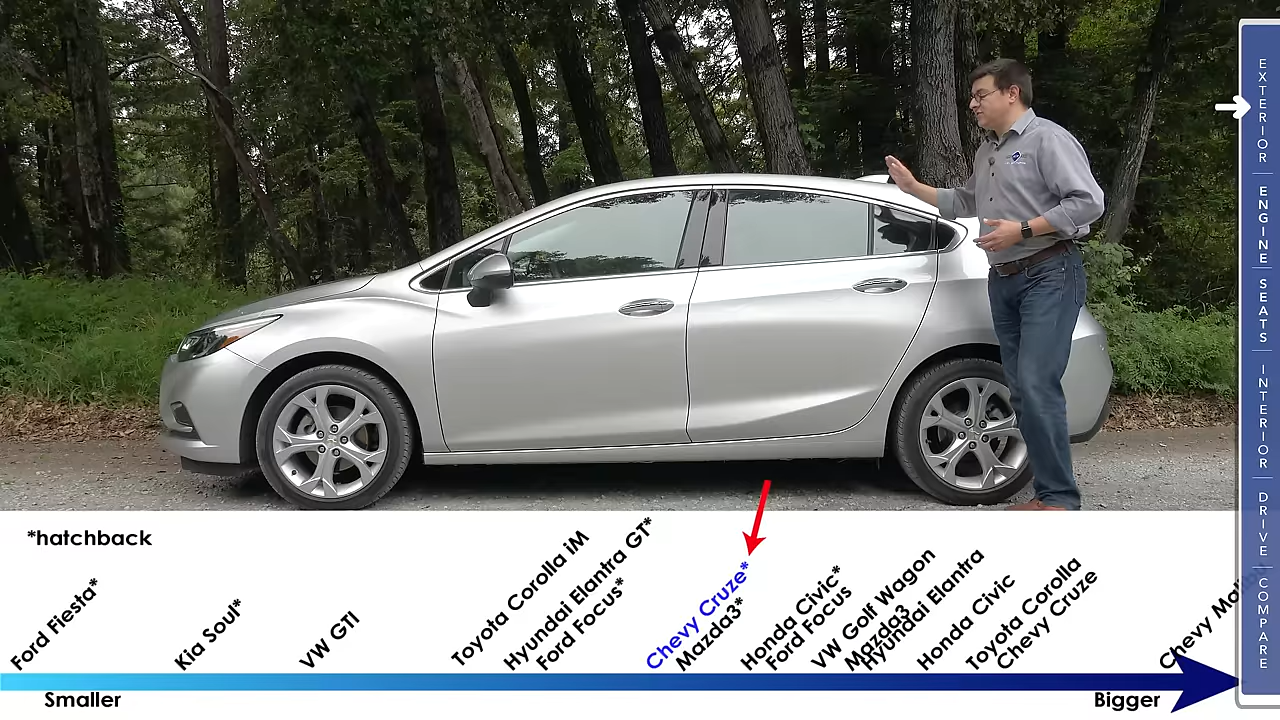 EXTERIOR
ENGINE
SEATS
INTERIOR
DRIVE
COMPARE
*hatchback
Ford Fiesta*
Kia Soul*
VW GTI
Toyota Corolla iM
Hyundai Elantra GT*
Ford Focus*
Chevy Cruze*
Mazda3*
Honda Civic*
Ford Focus
VW Golf Wagon
Mazda3
Hyundai Elantra
Honda Civic
Toyota Corolla
Chevy Cruze
Chevy
Smaller
Bigger